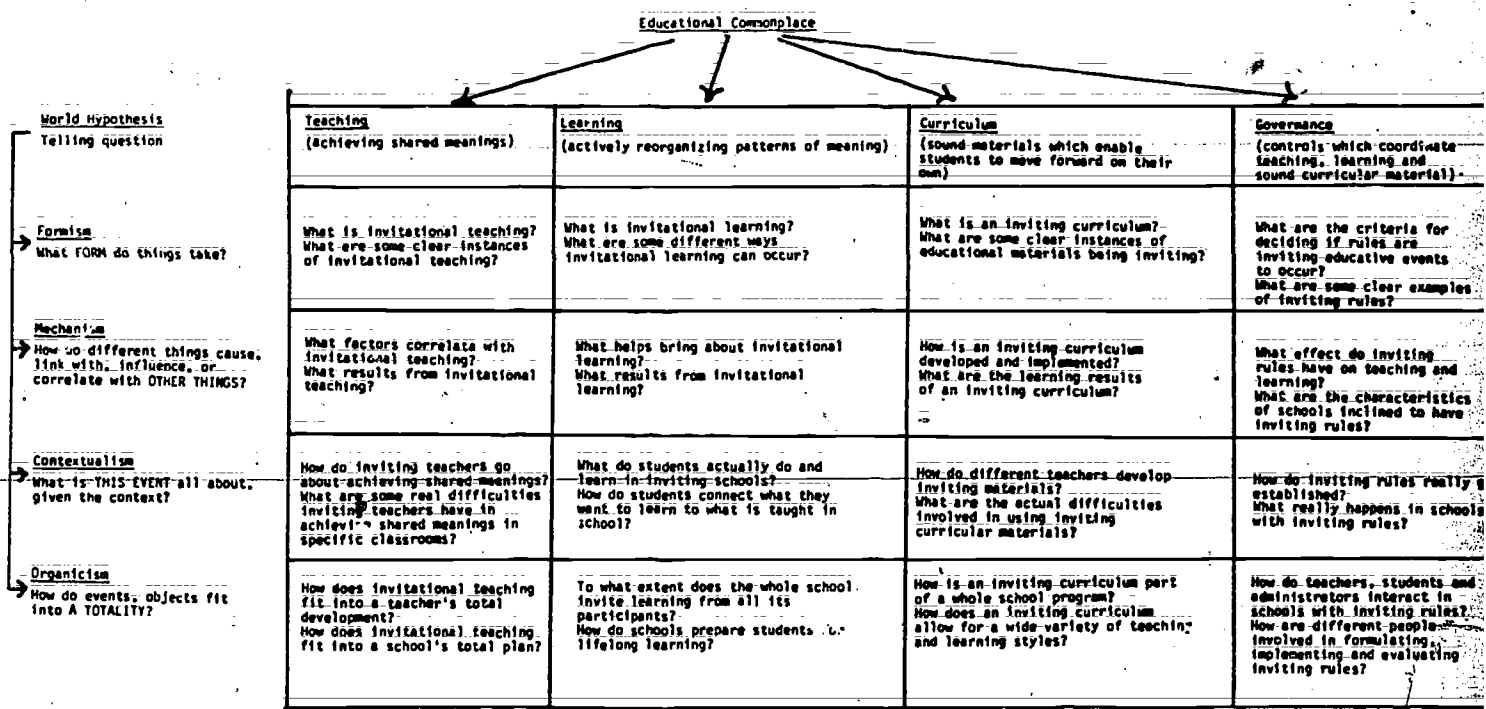 Educational Commonplace
World Hypothesis
Telling question
Teaching
(achieving shared meanings)
Learning
(actively reorganizing patterns of meaning)
Curriculum
(sound materials which enable
students to move forward on their
own)
Governance
(controls which coordinate
teaching, learning and
sound curricular material)
Formism
What FORM do things take?
What is invitational teaching?
What are some clear instances
of invitational teaching?
What is invitational learning?
What are some different ways
invitational learning can occur?
What is an inviting curriculum?
What are some clear instances of
educational materials being inviting?
What are the criteria for
deciding if rules are
inviting educative events
to occur?
What are some clear examples
of inviting rules?
Mechanism
How do different things cause,
link with, influence, or
correlate with OTHER THINGS?
What factors correlate with
invitational teaching?
What results from invitational
teaching?
What helps bring about invitational
learning?
What results from invitational
learning?
How is an inviting curriculum
developed and implemented?
What are the learning results
of an inviting curriculum?
What effect do inviting
rules have on teaching and
learning?
What are the characteristics
of schools inclined to have
inviting rules?
Contextualism
What is THIS EVENT all about,
given the context?
How do inviting teachers go
about achieving shared meanings?
What are some real difficulties
inviting teachers have in
achieving shared meanings in
specific classrooms?
What do students actually do and
learn in inviting schools?
How do students connect what they
want to learn to what is taught in
school?
How do different teachers develop
inviting materials?
What are the actual difficulties
involved in using inviting
curricular materials?
How do inviting rules really g
established?
What really happens in schools
with inviting rules?
Organicism
How do events, objects fit
into A TOTALITY?
How does invitational teaching
fit into a teacher's total
development?
How does invitational teaching
fit into a school's total plan?
To what extent does the whole school
invite learning from all its
participants?
How do schools prepare students
lifelong learning?
How is an inviting curriculum part
of a whole school program?
How does an inviting curriculum
allow for a wide variety of teaching
and learning styles?
How do teachers, students and
administrators interact in
schools with inviting rules?
How are different people
involved in formulating,
implementing and evaluating
inviting rules?